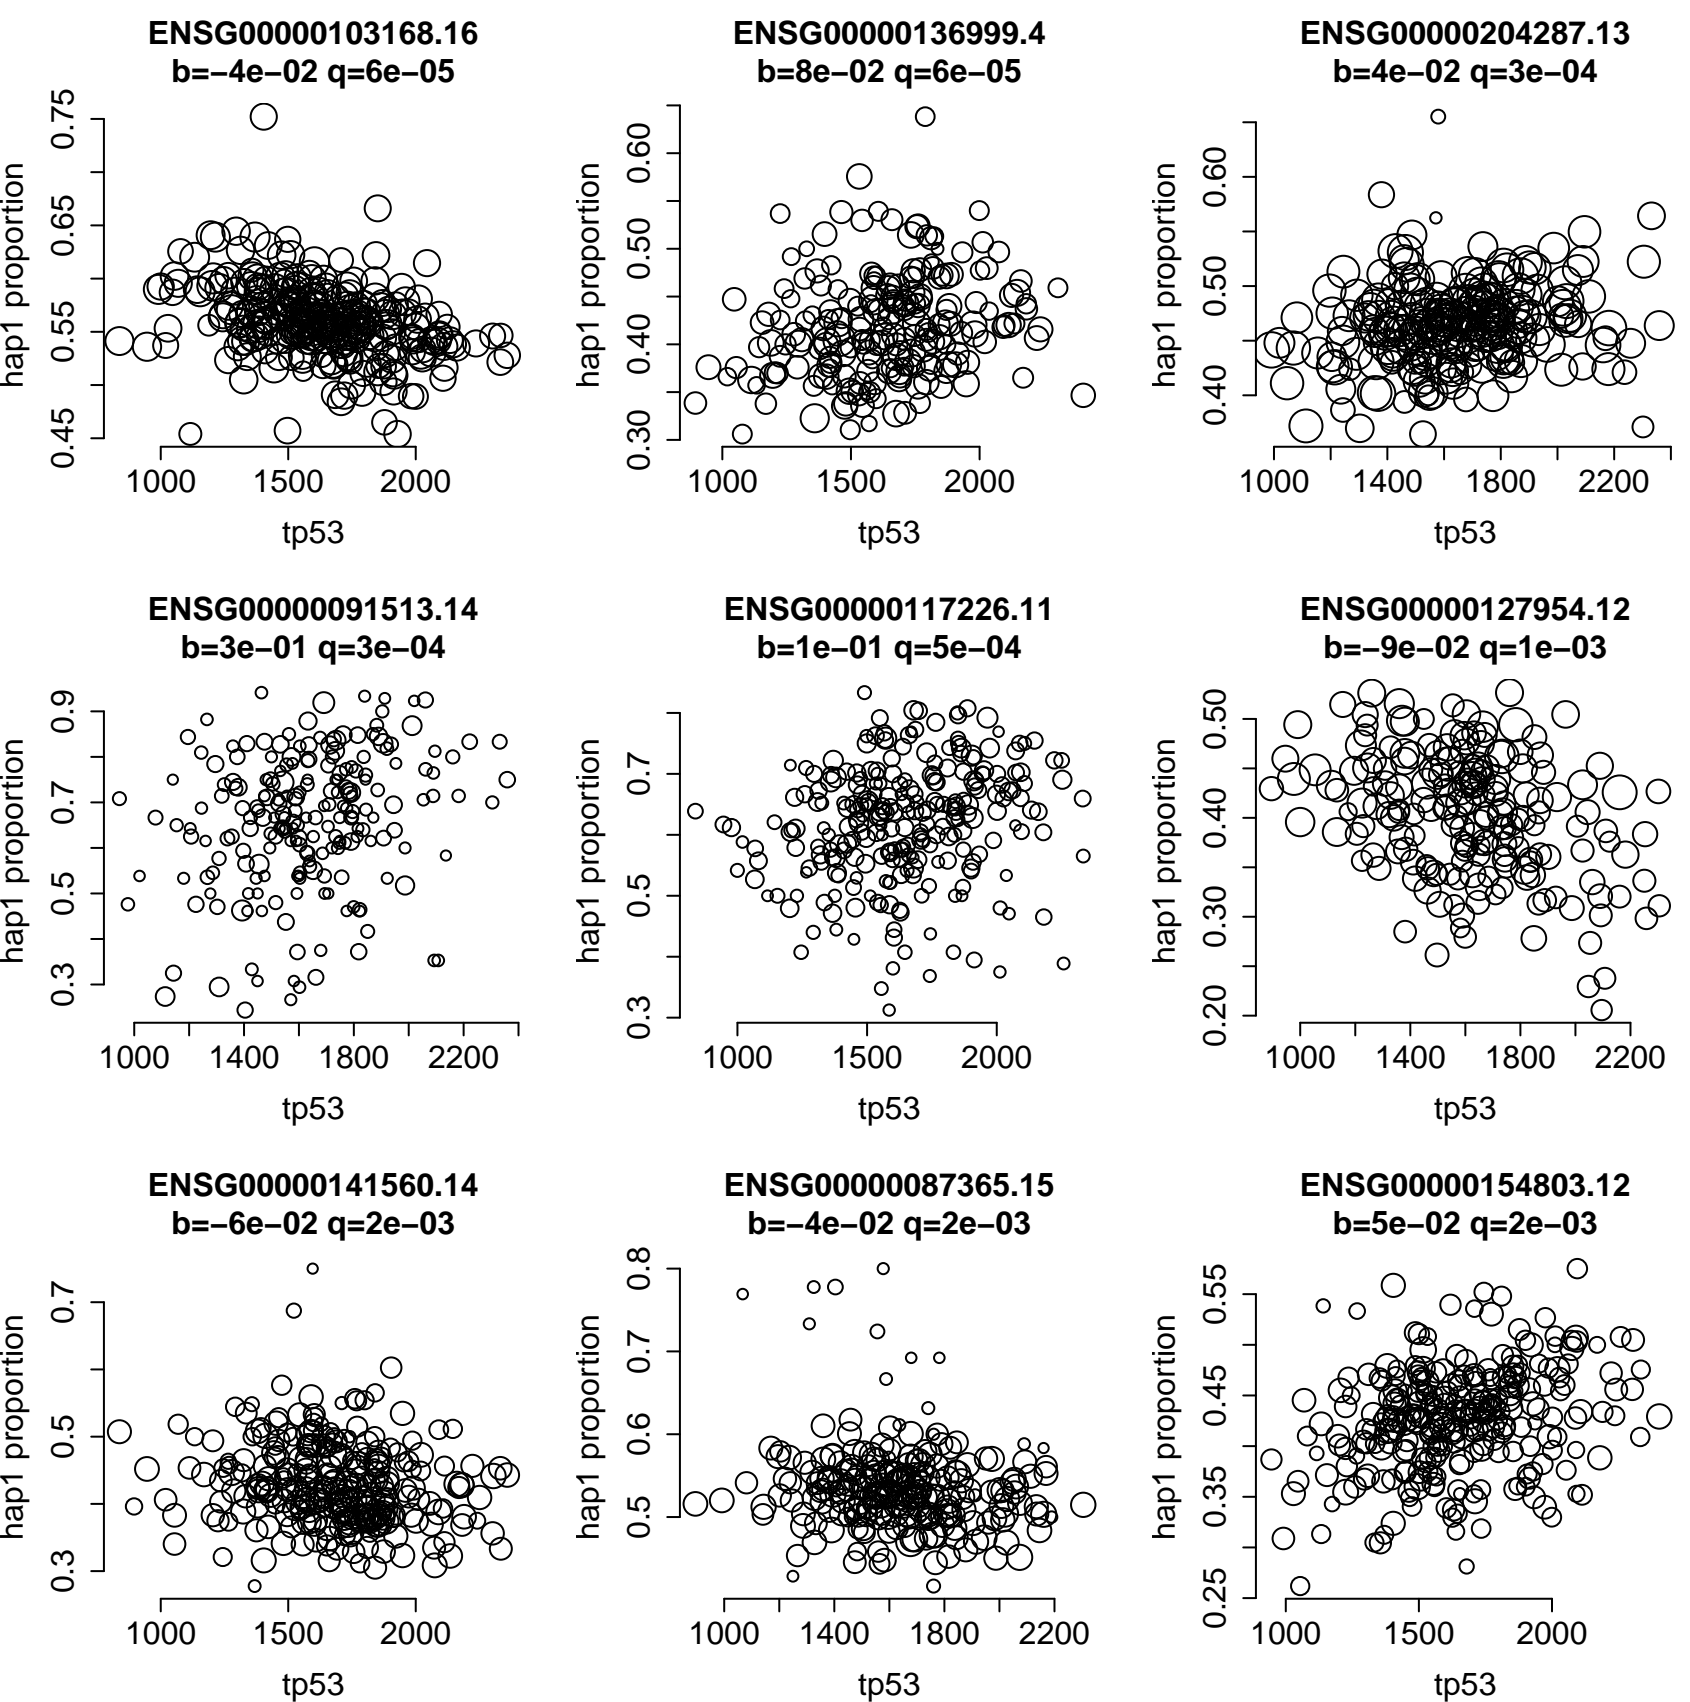 ENSG00000103168.16
b=−4e−02 q=6e−05
hap1 proportion
0.45 0.55 0.65 0.75
1000 1500 2000
tp53
ENSG00000136999.4
b=8e−02 q=6e−05
hap1 proportion
0.30 0.40 0.50 0.60
1000 1500 2000
tp53
ENSG00000204287.13
b=4e−02 q=3e−04
hap1 proportion
0.40 0.50 0.60
1000 1400 1800 2200
tp53
ENSG00000091513.14
b=3e−01 q=3e−04
hap1 proportion
0.3 0.5 0.7 0.9
1000 1400 1800 2200
tp53
ENSG00000117226.11
b=1e−01 q=5e−04
hap1 proportion
0.3 0.5 0.7
1000 1500 2000
tp53
ENSG00000127954.12
b=−9e−02 q=1e−03
hap1 proportion
0.20 0.30 0.40 0.50
1000 1400 1800 2200
tp53
ENSG00000141560.14
b=−6e−02 q=2e−03
hap1 proportion
0.3 0.5 0.7
1000 1500 2000
tp53
ENSG00000087365.15
b=−4e−02 q=2e−03
hap1 proportion
0.5 0.6 0.7 0.8
1000 1400 1800 2200
tp53
ENSG00000154803.12
b=5e−02 q=2e−03
hap1 proportion
0.25 0.35 0.45 0.55
1000 1500 2000
tp53